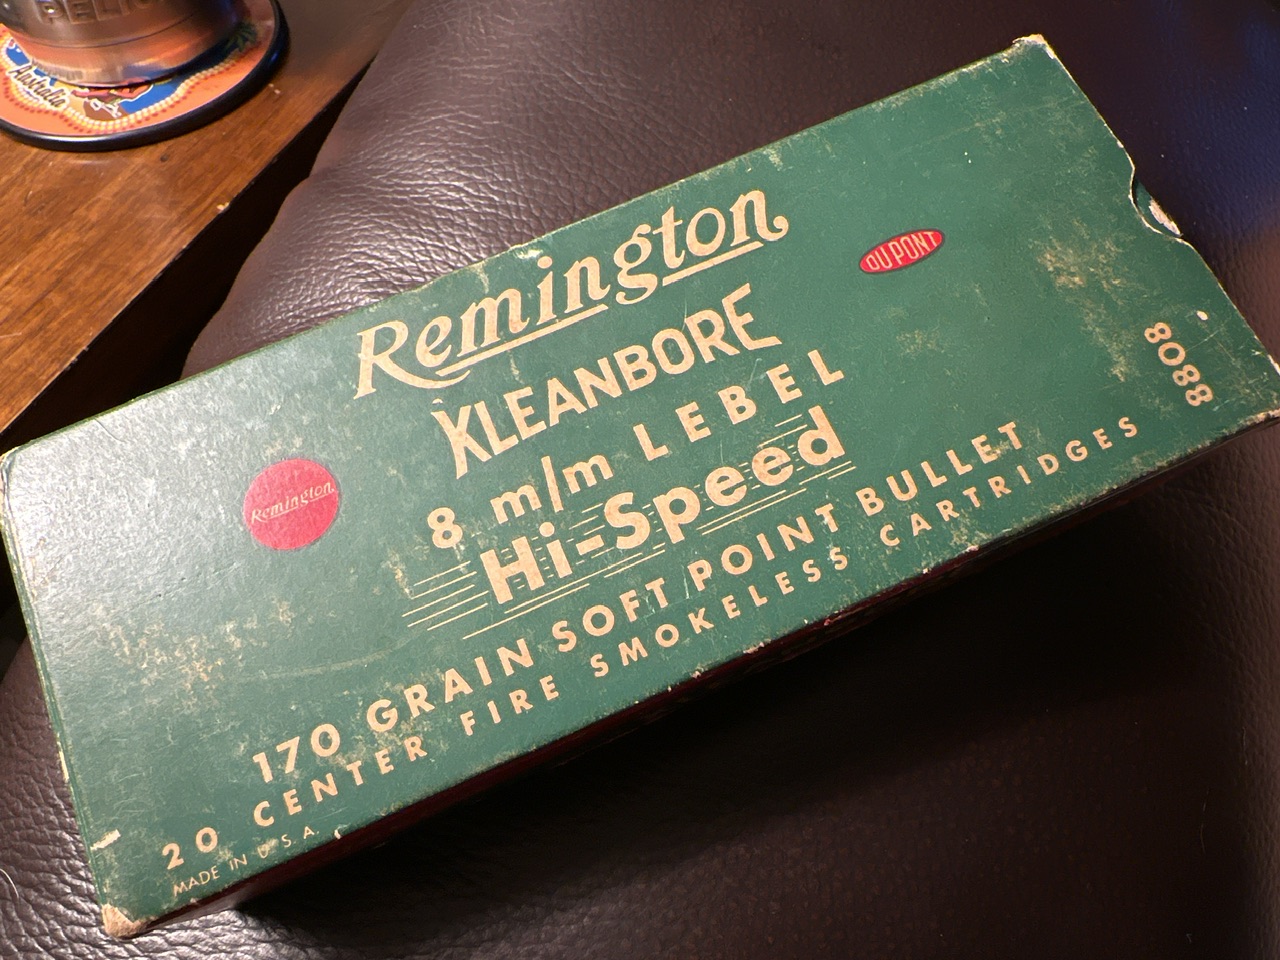 Australia
Remington
DUPONT
KLEANBORE
8 m/m LEBEL
Hi-Speed
Remington
170 GRAIN SOFT POINT BULLET
20 CENTER FIRE SMOKELESS CARTRIDGES
8808
MADE IN U.S.A.